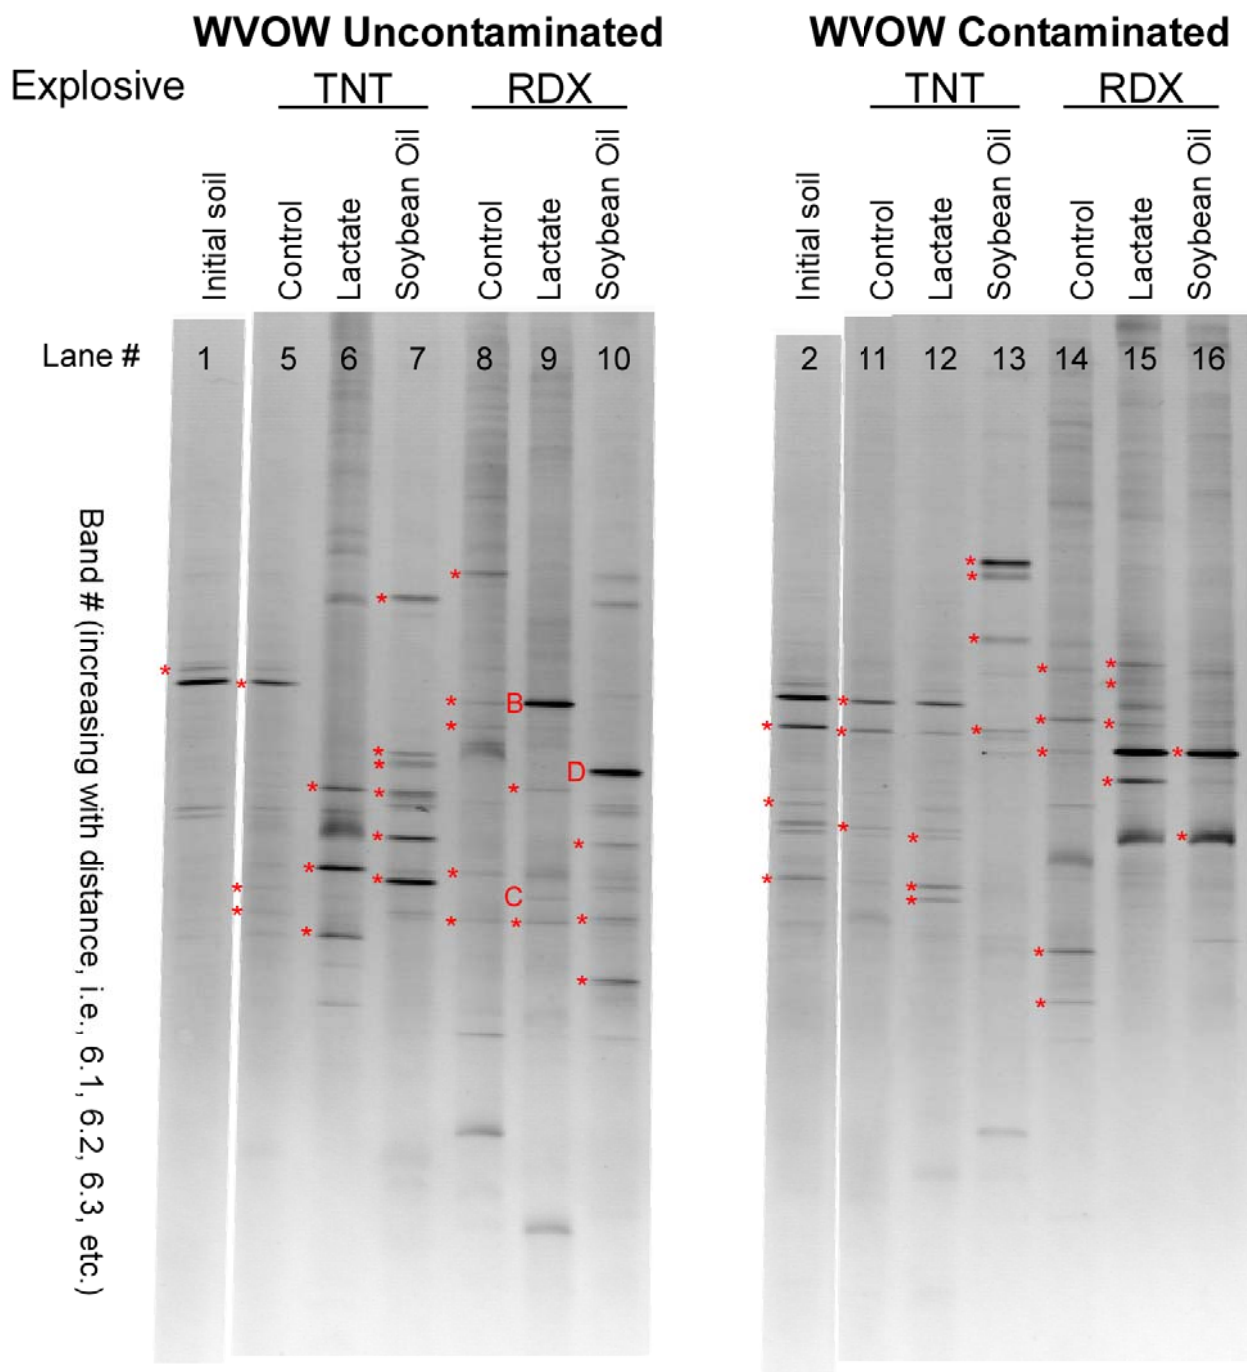 WVOW Uncontaminated WVOW Contaminated
Explosive TNT RDX TNT RDX
Initial soil Control Lactate Soybean Oil Control Lactate Soybean Oil Initial soil Control Lactate Soybean Oil Control Lactate Soybean Oil
Lane # 1 5 6 7 8 9 10 2 11 12 13 14 15 16
Band # (increasing with distance, i.e., 6.1, 6.2, 6.3, etc.)
B
D
C